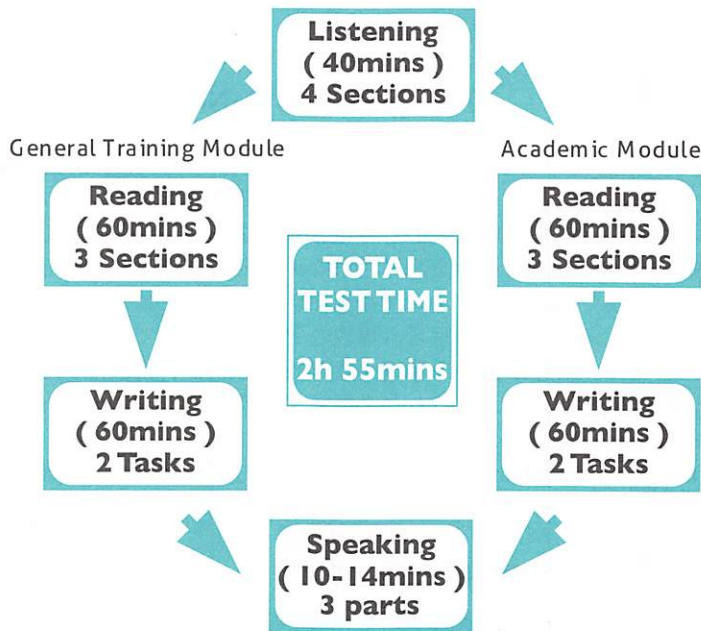 Listening
( 40mins )
4 Sections
General Training Module
Academic Module
Reading
( 60mins )
3 Sections
Reading
( 60mins )
3 Sections
TOTAL
TEST TIME
2h 55mins
Writing
( 60mins )
2 Tasks
Writing
( 60mins )
2 Tasks
Speaking
( 10-14mins )
3 parts